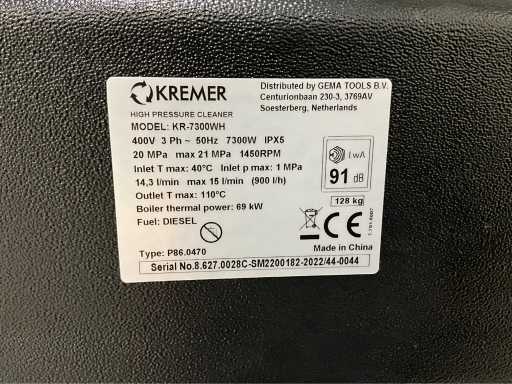 KREMER
Distributed by GEMA TOOLS B.V.
Centurionbaan 230-3, 3769AV
Soesterberg, Netherlands
HIGH PRESSURE CLEANER
MODEL: KR-7300WH
400V 3 Ph ~ 50Hz 7300W IPX5
20 MPa max 21 MPa 1450RPM
Inlet T max: 40°C Inlet p max: 1 MPa
14,3 l/min max 15 l/min (900 l/h)
Outlet T max: 110°C
Boiler thermal power: 69 kW
Fuel: DIESEL
LWA
91 dB
128 kg
CE
Type: P86.0470
Made in China
Serial No.8.627.0028C-SM2200182-2022/44-0044